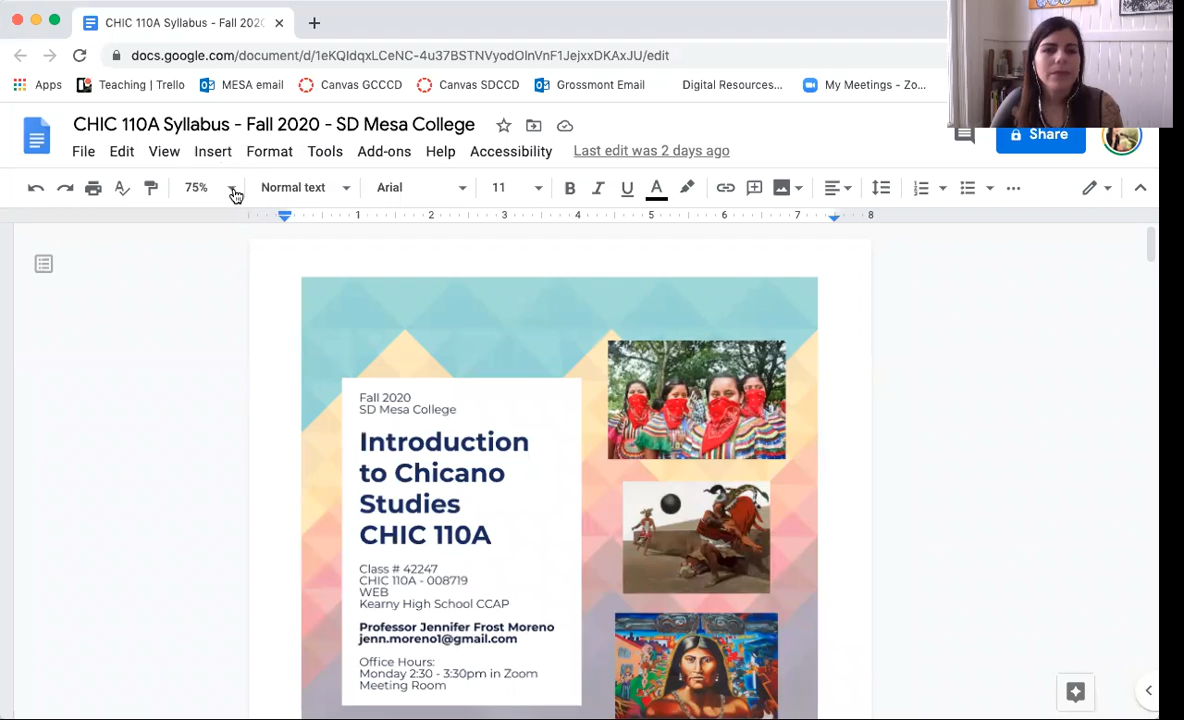 CHIC 110A Syllabus - Fall 202
docs.google.com/document/d/1eKQIdqxLCeNC-4u37BSTNVyodOlnVnF1JejxxDKAxJU/edit
Apps Teaching | Trello MESA email Canvas GCCCD Canvas SDCCD Grossmont Email Digital Resources... My Meetings - Zo...
CHIC 110A Syllabus - Fall 2020 - SD Mesa College
Share
File Edit View Insert Format Tools Add-ons Help Accessibility Last edit was 2 days ago
75% Normal text Arial 11
1 2 3 4 5 6 7 8
Fall 2020
SD Mesa College
Introduction
to Chicano
Studies
CHIC 110A
Class # 42247
CHIC 110A - 008719
WEB
Kearny High School CCAP
Professor Jennifer Frost Moreno
jenn.moreno1@gmail.com
Office Hours:
Monday 2:30 - 3:30pm in Zoom
Meeting Room